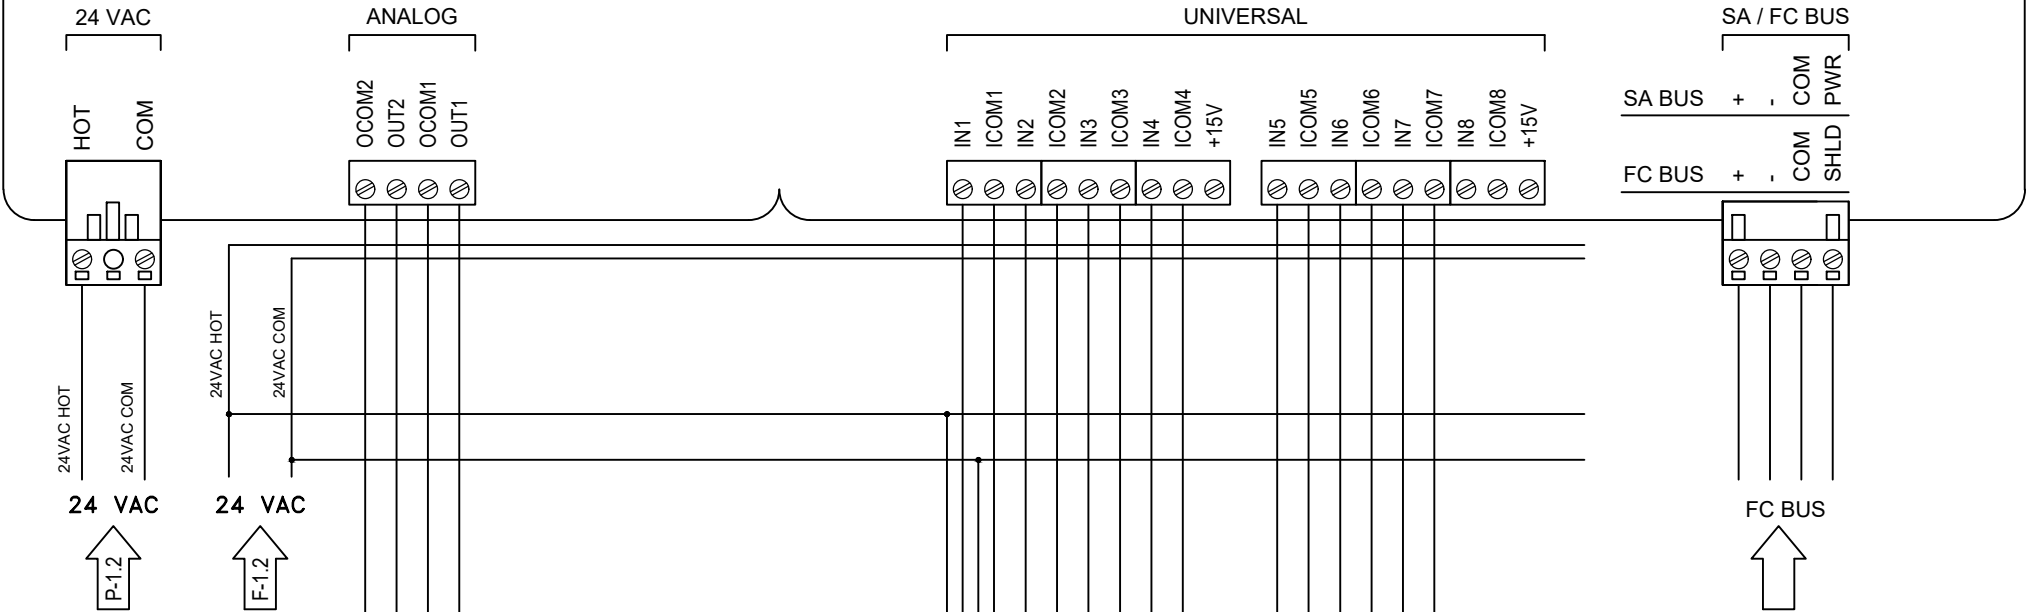 24 VAC
ANALOG
UNIVERSAL
SA / FC BUS
HOT
COM
OCOM2
OUT2
OCOM1
OUT1
IN1
ICOM1
IN2
ICOM2
IN3
ICOM3
IN4
ICOM4
+15V
IN5
ICOM5
IN6
ICOM6
IN7
ICOM7
IN8
ICOM8
+15V
SA BUS + - COM PWR
FC BUS + - COM SHLD
24VAC HOT
24VAC COM
24VAC HOT
24VAC COM
24 VAC
24 VAC
FC BUS
P-1.2
F-1.2